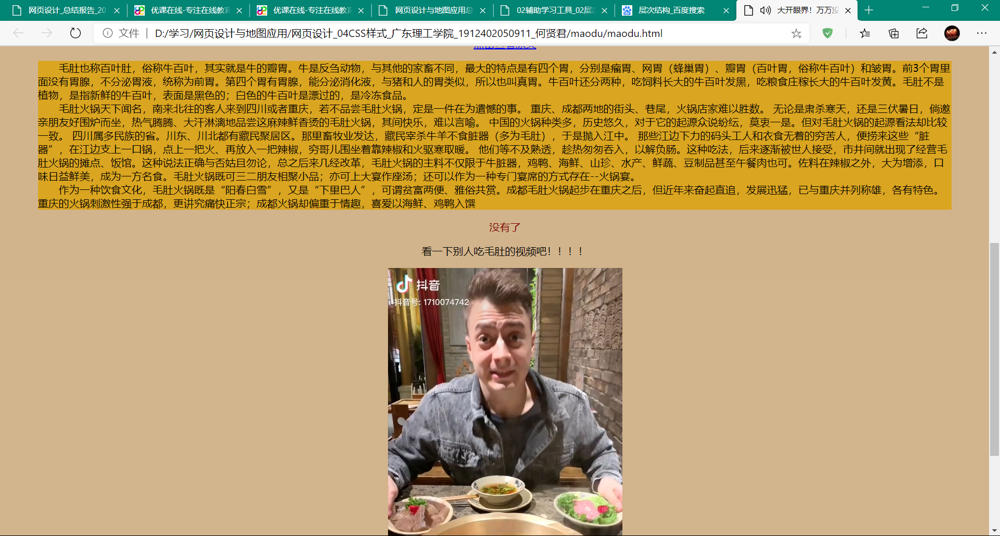 网页设计_总结报告_20
优课在线-专注在线教育
优课在线-专注在线教育
网页设计与地图应用总
02辅助学习工具_02层次
层次结构_百度搜索
大开眼界！万万没
文件 | D:/学习/网页设计与地图应用/网页设计_04CSS样式_广东理工学院_1912402050911_何贤君/maodu/maodu.html
毛肚也称百叶肚，俗称牛百叶，其实就是牛的瓣胃。牛是反刍动物，与其他的家畜不同，最大的特点是有四个胃，分别是瘤胃、网胃（蜂巢胃）、瓣胃（百叶胃，俗称牛百叶）和皱胃。前3个胃里
面没有胃腺，不分泌胃液，统称为前胃。第四个胃有胃腺，能分泌消化液，与猪和人的胃类似，所以也叫真胃。牛百叶还分两种，吃饲料长大的牛百叶发黑，吃粮食庄稼长大的牛百叶发黄。毛肚不是
植物，是指新鲜的牛百叶，表面是黑色的；白色的牛百叶是漂过的，是冷冻食品。
毛肚火锅天下闻名，南来北往的客人来到四川或者重庆，若不品尝毛肚火锅，定是一件在为遗憾的事。 重庆、成都两地的街头、巷尾，火锅店家难以胜数。 无论是肃杀寒天，还是三伏暑日，倘邀
亲朋友好围炉而坐，热气腾腾、大汗淋漓地品尝这麻辣鲜香烫的毛肚火锅，其间快乐，难以言喻。 中国的火锅种类多，历史悠久，对于它的起源众说纷纭，莫衷一是。但对毛肚火锅的起源看法却比较
一致。 四川属多民族的省。川东、川北都有藏民聚居区。那里畜牧业发达，藏民宰杀牛羊不食脏器（多为毛肚），于是抛入江中。 那些江边下力的码头工人和衣食无着的穷苦人，便捞来这些“脏
器”，在江边支上一口锅，点上一把火、再放入一把辣椒，穷哥儿围坐着靠辣椒和火驱寒取暖。 他们等不及熟透，趁热匆匆吞入，以解负肠。这种吃法，后来逐渐被世人接受，市井间就出现了经营毛
肚火锅的摊点、饭馆。这种说法正确与否姑且勿论，总之后来几经改革，毛肚火锅的主料不仅限于牛脏器，鸡鸭、海鲜、山珍、水产、鲜蔬、豆制品甚至午餐肉也可。佐料在辣椒之外，大为增添，口
味日益鲜美，成为一方名食。毛肚火锅既可三二朋友相聚小品；亦可上大宴作座汤；还可以作为一种专门宴席的方式存在--火锅宴。
作为一种饮食文化，毛肚火锅既是“阳春白雪”，又是“下里巴人”，可谓贫富两便、雅俗共赏。成都毛肚火锅起步在重庆之后，但近年来奋起直追，发展迅猛，已与重庆并列称雄，各有特色。
重庆的火锅刺激性强于成都，更讲究痛快正宗；成都火锅却偏重于情趣，喜爱以海鲜、鸡鸭入馔
没有了
看一下别人吃毛肚的视频吧！！！！
抖音
抖音号: 1710074742